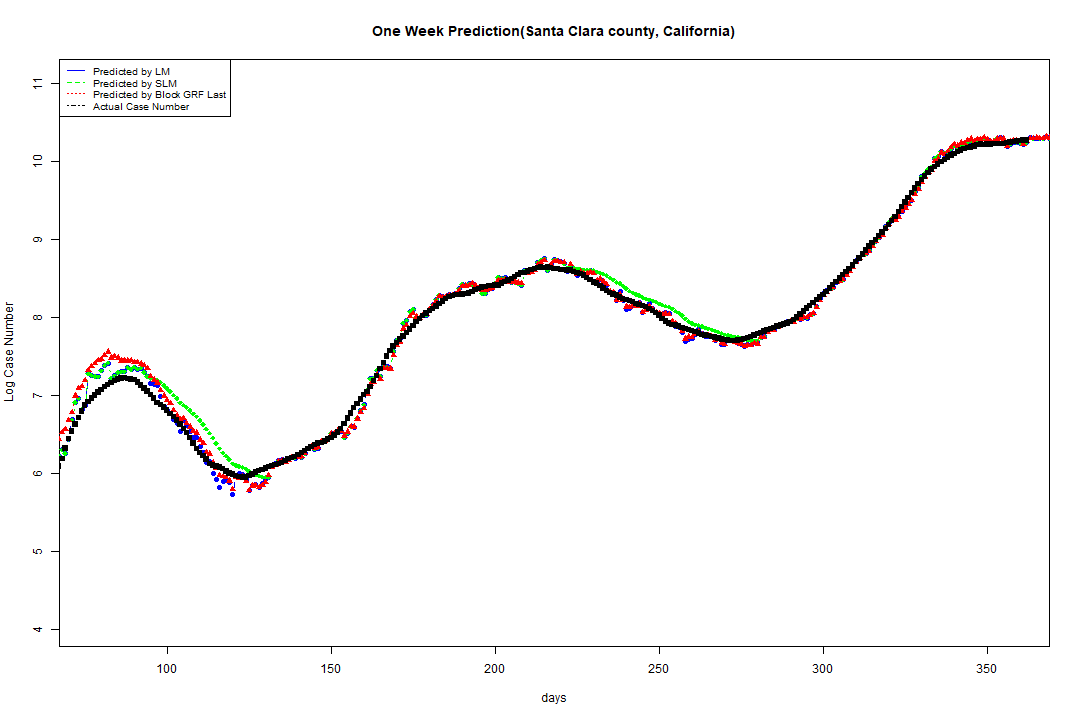 One Week Prediction(Santa Clara county, California)
Predicted by LM
Predicted by SLM
Predicted by Block GRF Last
Actual Case Number
11
10
9
8
7
6
5
4
Log Case Number
100 150 200 250 300 350
days